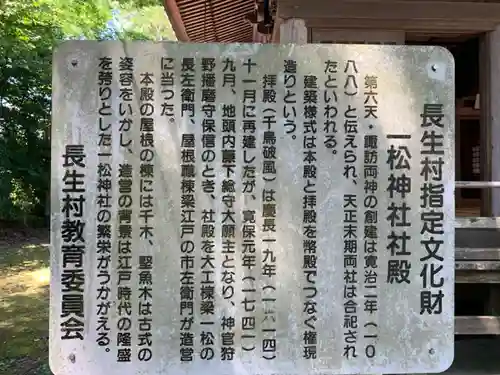 長生村指定文化財
一松神社社殿
第六天・諏訪両神の創建は寛治二年（一〇
八八）と伝えられ、天正末期両社は合祀され
たといわれる。
建築様式は本殿と拝殿を幣殿でつなぐ権現
造りという。
拝殿（千鳥破風）は慶長一九年（一六一四）
十一月に再建したが、寛保元年（一七四一）
九月、地頭内藤下総守大願主となり、神官狩
野播磨守保信のとき、社殿を大工棟梁一松の
長左衛門、屋根職棟梁江戸の市左衛門が造営
に当つた。
本殿の屋根の棟には千木、堅魚木は古式の
姿容をいかし、造営の背景は江戸時代の隆盛
を誇りとした一松神社の繁栄がうかがえる。
長生村教育委員会